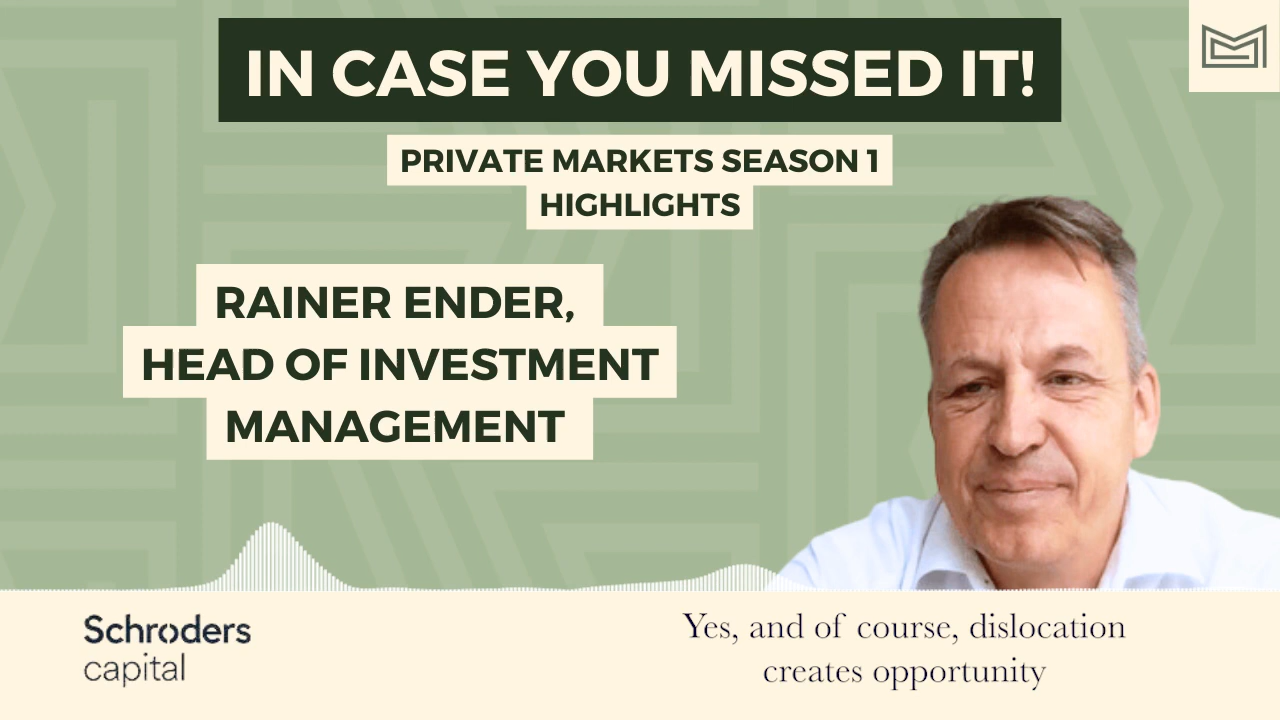 IN CASE YOU MISSED IT!
PRIVATE MARKETS SEASON 1
HIGHLIGHTS
RAINER ENDER,
HEAD OF INVESTMENT
MANAGEMENT
Schroders
capital
Yes, and of course, dislocation
creates opportunity